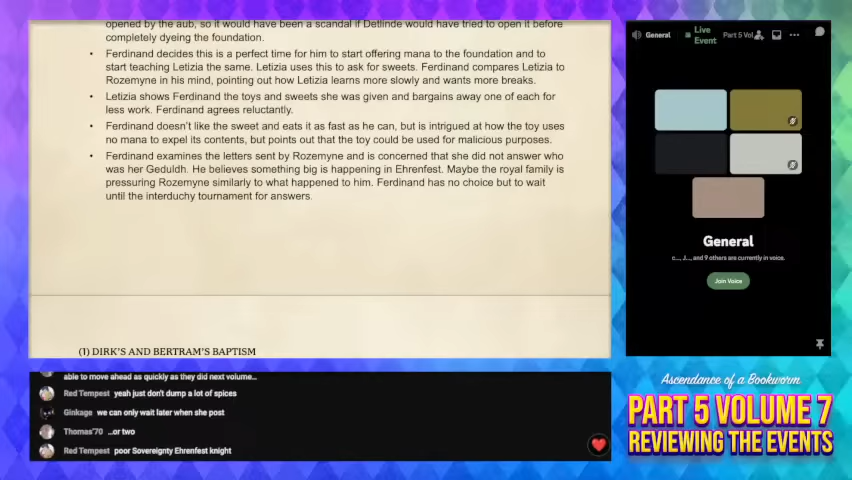 opened by the aub, so it would have been a scandal if Detlinde would have tried to open it before
completely dyeing the foundation.
• Ferdinand decides this is a perfect time for him to start offering mana to the foundation and to
start teaching Letizia the same. Letizia uses this to ask for sweets. Ferdinand compares Letizia to
Rozemyne in his mind, pointing out how Letizia learns more slowly and wants more breaks.
• Letizia shows Ferdinand the toys and sweets she was given and bargains away one of each for
less work. Ferdinand agrees reluctantly.
• Ferdinand doesn't like the sweet and eats it as fast as he can, but is intrigued at how the toy uses
no mana to expel its contents, but points out that the toy could be used for malicious purposes.
• Ferdinand examines the letters sent by Rozemyne and is concerned that she did not answer who
was her Geduldh. He believes something big is happening in Ehrenfest. Maybe the royal family is
pressuring Rozemyne similarly to what happened to him. Ferdinand has no choice but to wait
until the interduchy tournament for answers.
(I) DIRK'S AND BERTRAM'S BAPTISM
able to move ahead as quickly as they did next volume...
Red Tempest yeah just don't dump a lot of spices
Ginkage we can only wait later when she post
Thomas'70 ...or two
Red Tempest poor Sovereignty Ehrenfest knight
General
Live
Event
Part 5 Vol
General
c..., J..., and 9 others are currently in voice.
Join Voice
Ascendance of a Bookworm
PART 5 VOLUME 7
REVIEWING THE EVENTS